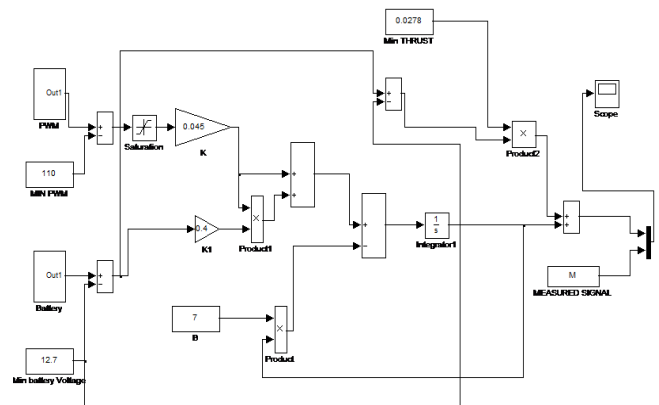 0.0278
Min THRUST
Out1
PWM
110
MIN PWM
Saturation
0.045
K
0.4
K1
Product1
Product2
Scope
1
s
Integrator1
M
MEASURED SIGNAL
Out1
Battery
12.7
Min battery Voltage
7
B
Product